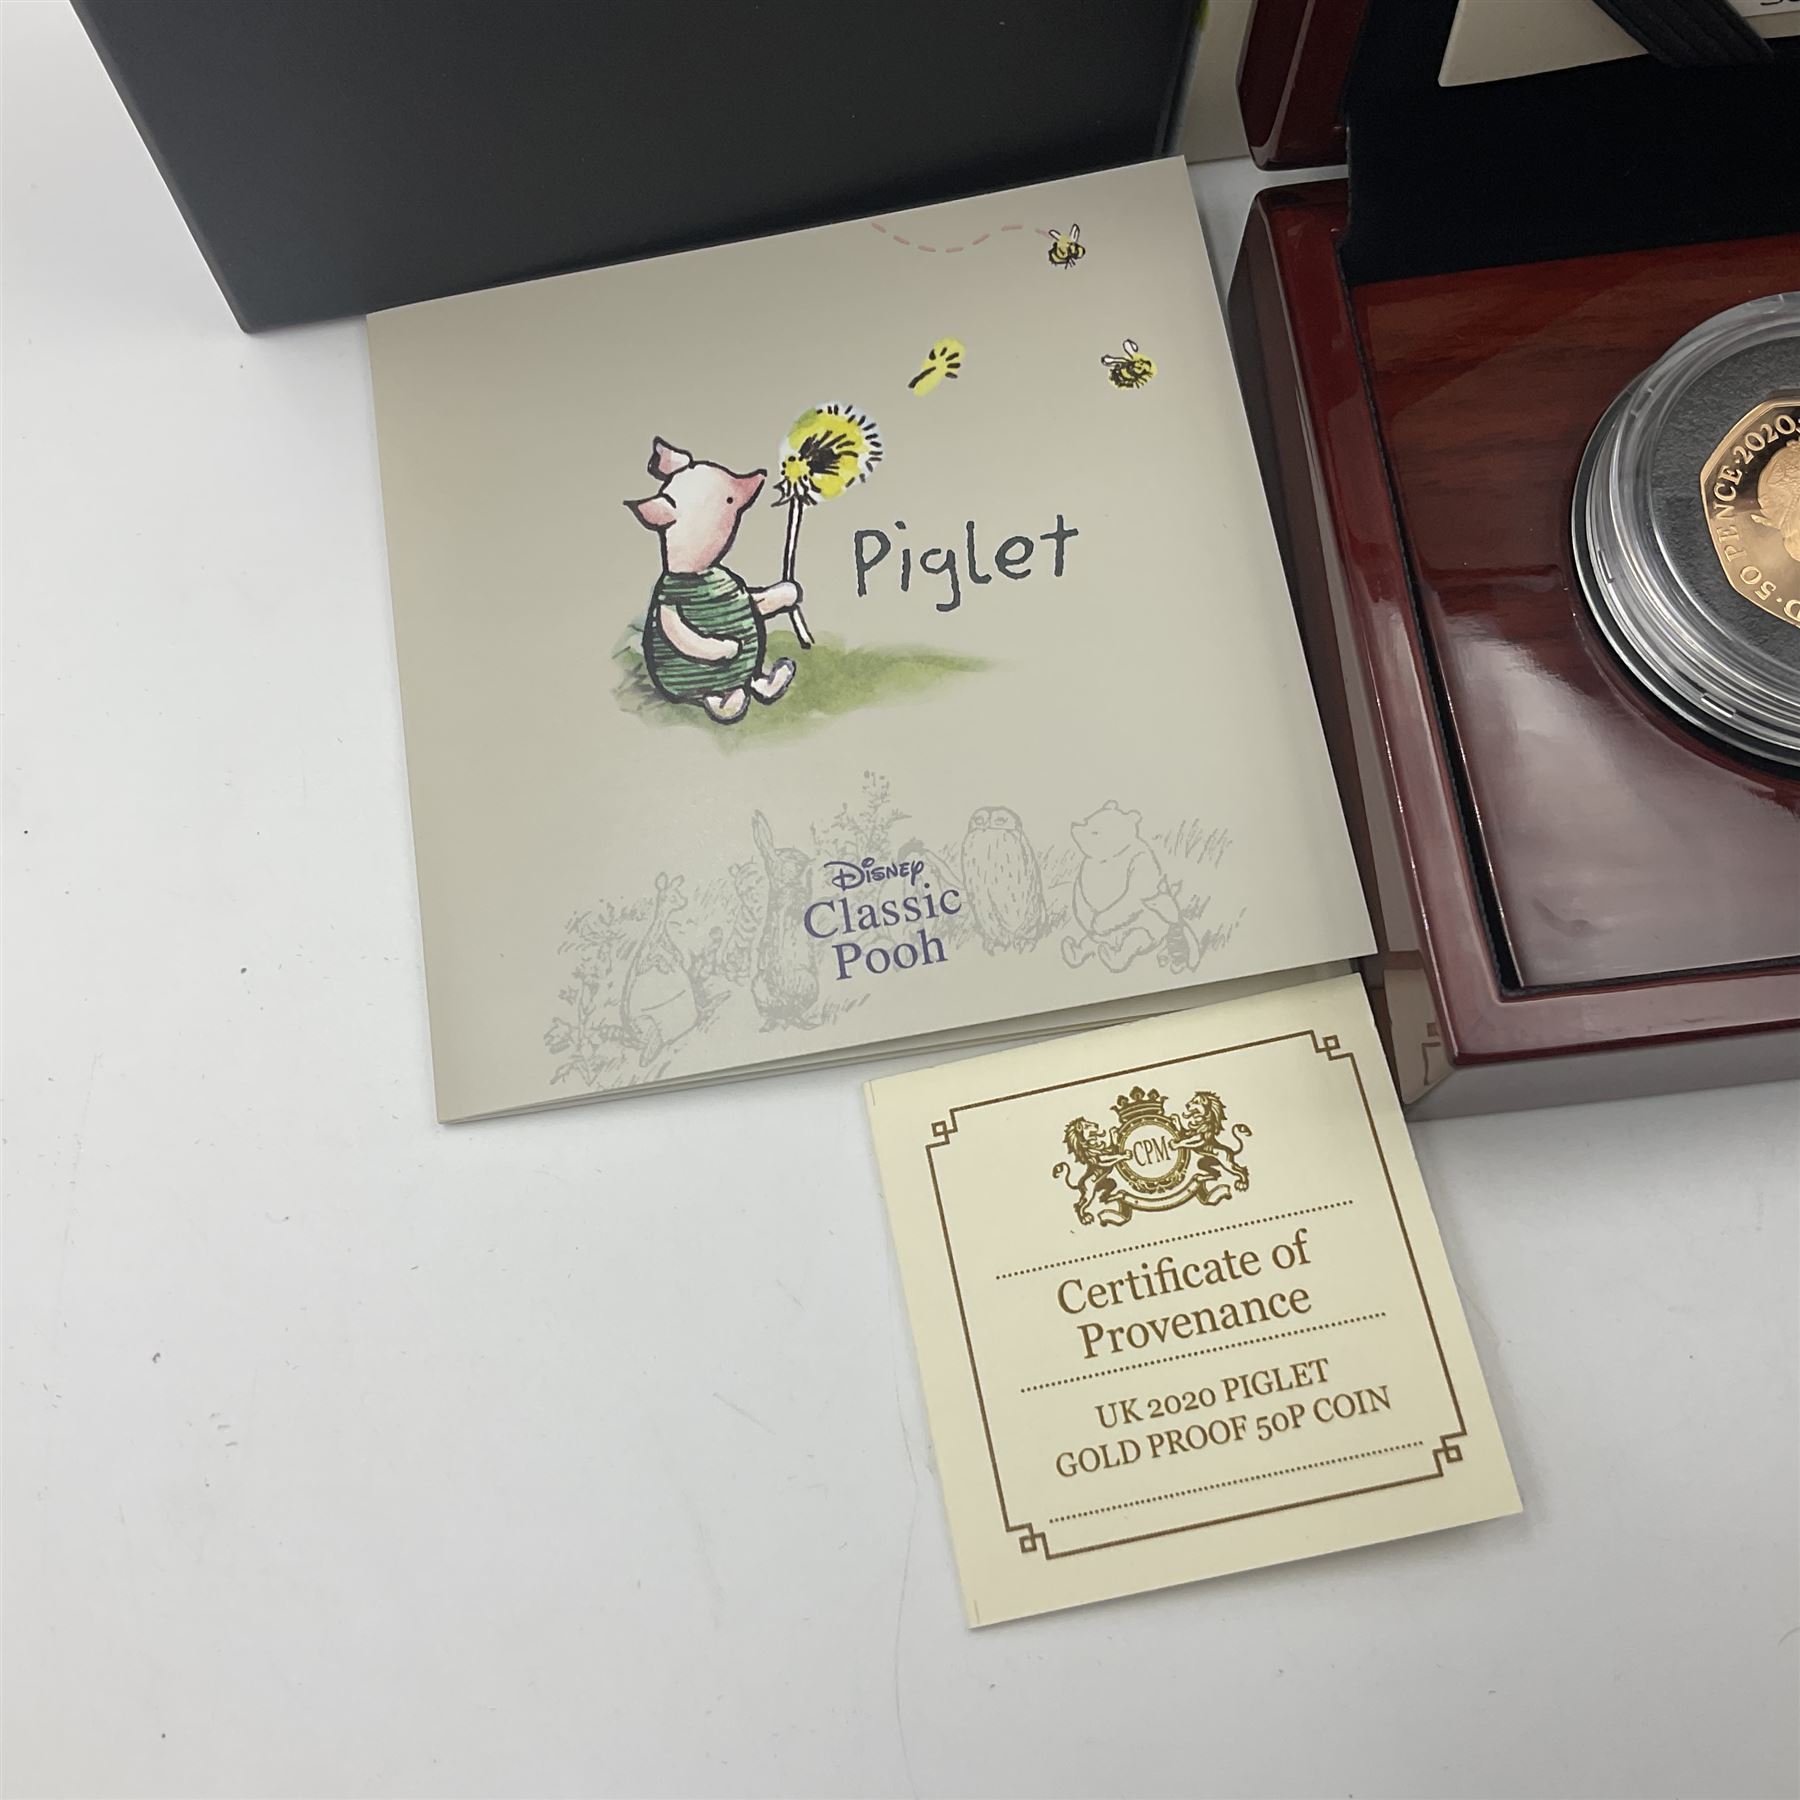 Piglet
Disney
Classic
Pooh
50 PENCE·2020
CPM
Certificate of
Provenance
UK 2020 PIGLET
GOLD PROOF 50P COIN